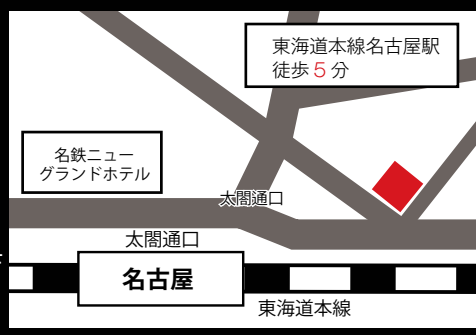 東海道本線名古屋駅
徒歩5分
名鉄ニュー
グランドホテル
太閤通口
太閤通口
名古屋
東海道本線